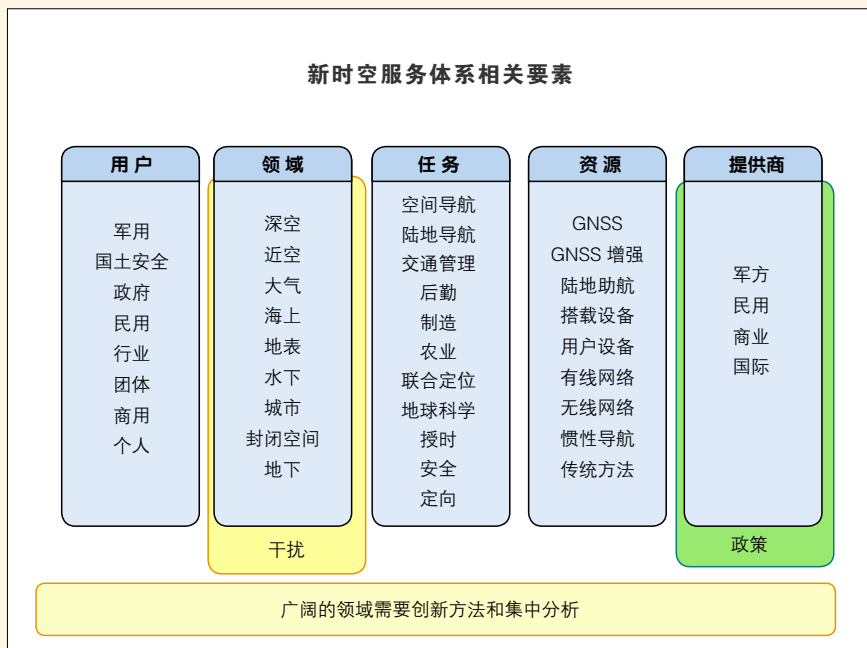 新时空服务体系相关要素
用户
军用
国土安全
政府
民用
行业
团体
商用
个人
领域
深空
近空
大气
海上
地表
水下
城市
封闭空间
地下
干扰
任务
空间导航
陆地导航
交通管理
后勤
制造
农业
联合定位
地球科学
授时
安全
定向
资源
GNSS
GNSS 增强
陆地助航
搭载设备
用户设备
有线网络
无线网络
惯性导航
传统方法
提供商
军方
民用
商业
国际
政策
广阔的领域需要创新方法和集中分析